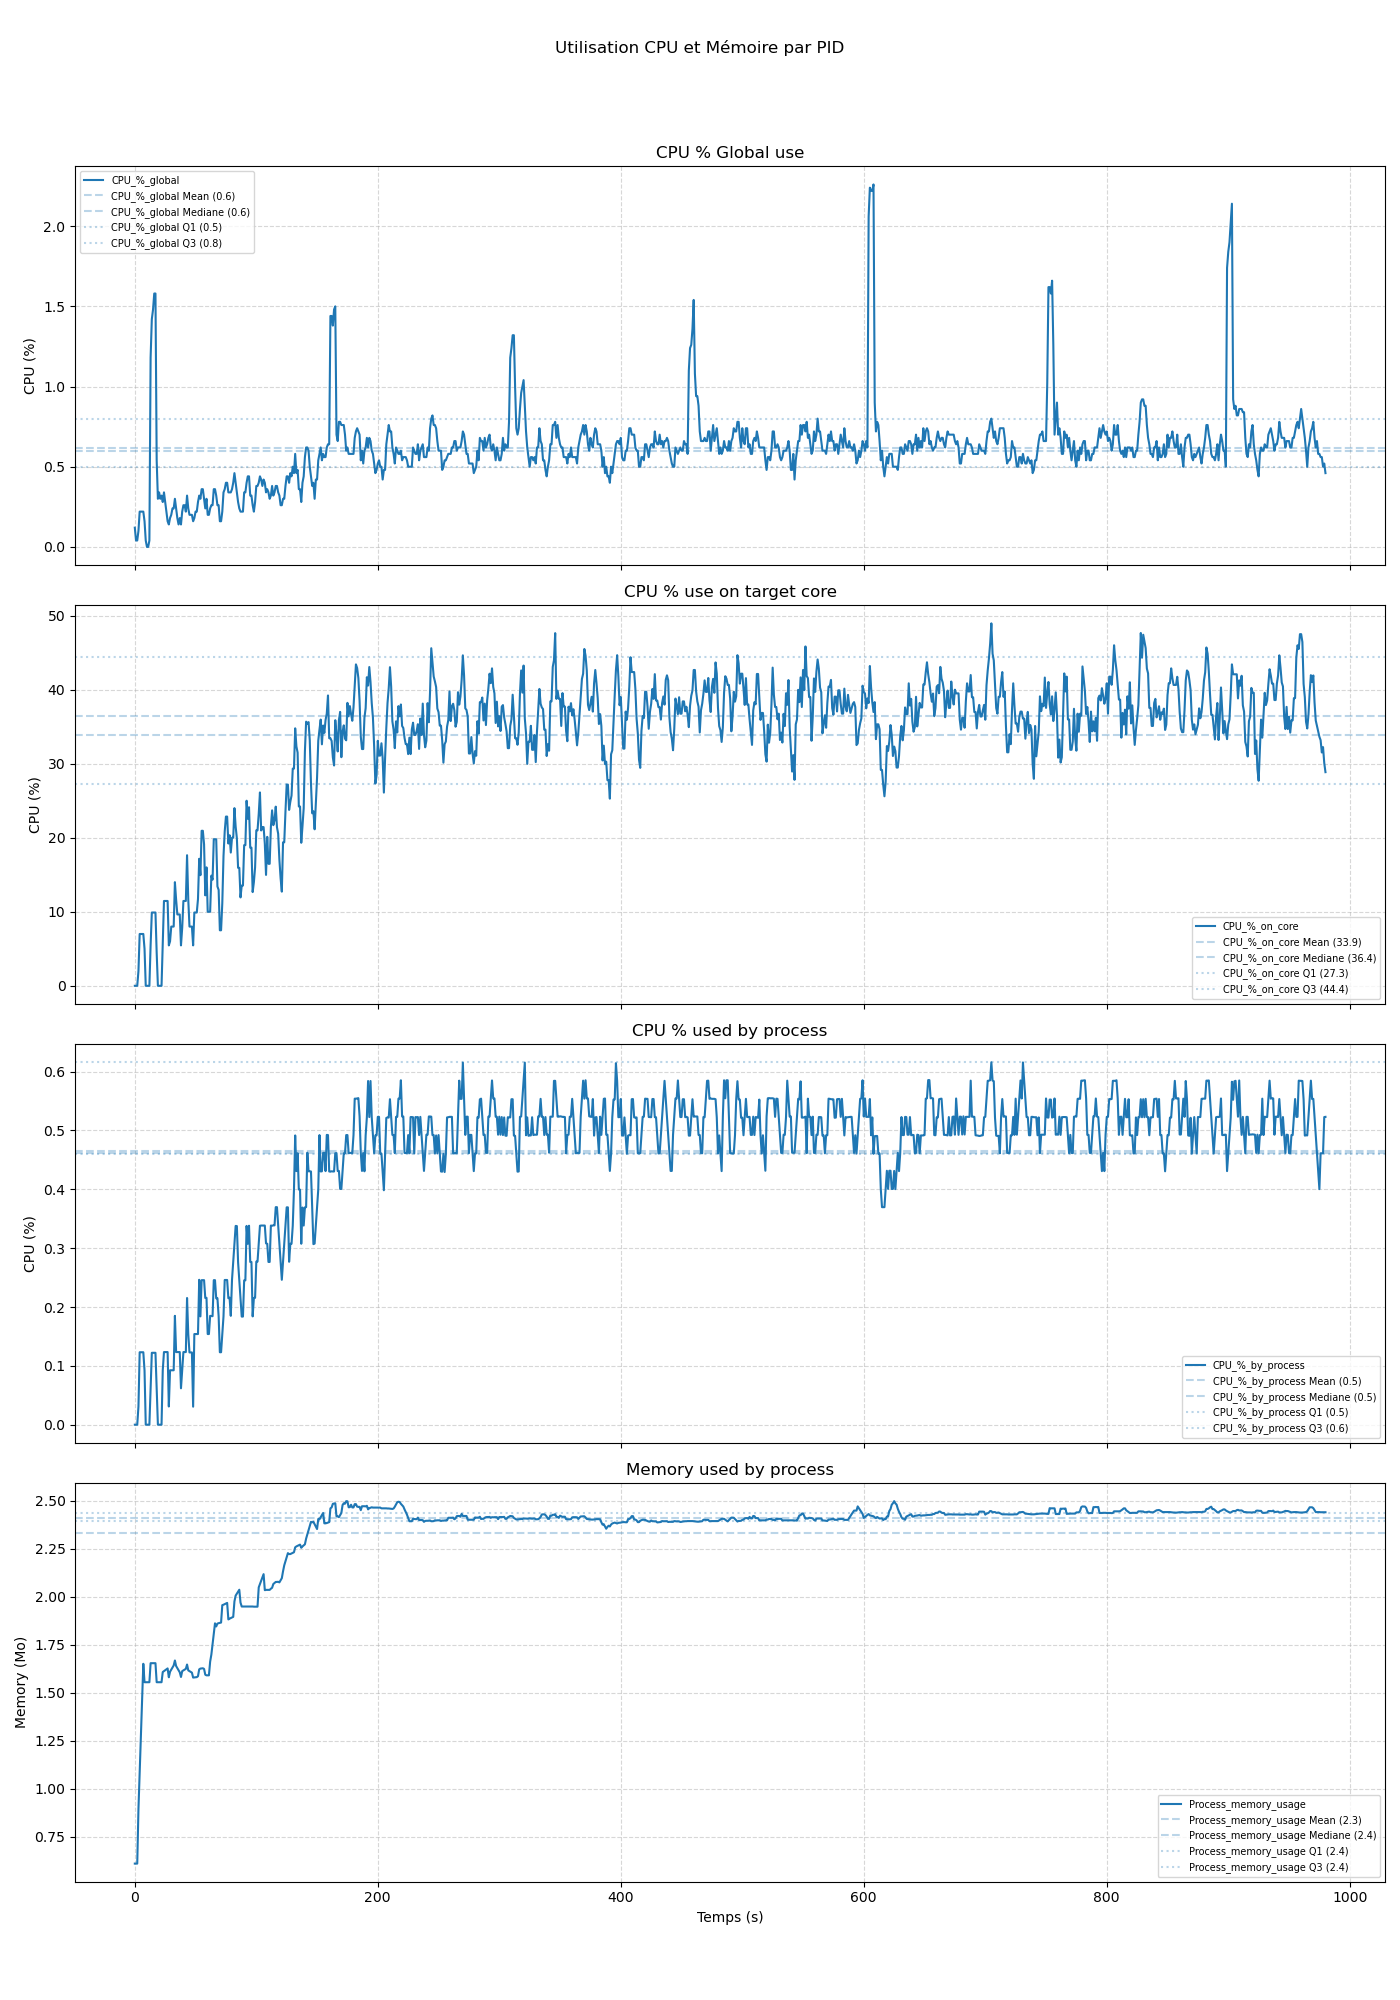 Utilisation CPU et Mémoire par PID
CPU % Global use
CPU_%_global
CPU_%_global Mean (0.6)
CPU_%_global Mediane (0.6)
CPU_%_global Q1 (0.5)
CPU_%_global Q3 (0.8)
CPU (%)
2.0
1.5
1.0
0.5
0.0
CPU % use on target core
CPU (%)
50
40
30
20
10
0
CPU_%_on_core
CPU_%_on_core Mean (33.9)
CPU_%_on_core Mediane (36.4)
CPU_%_on_core Q1 (27.3)
CPU_%_on_core Q3 (44.4)
CPU % used by process
CPU (%)
0.6
0.5
0.4
0.3
0.2
0.1
0.0
CPU_%_by_process
CPU_%_by_process Mean (0.5)
CPU_%_by_process Mediane (0.5)
CPU_%_by_process Q1 (0.5)
CPU_%_by_process Q3 (0.6)
Memory used by process
Memory (Mo)
2.50
2.25
2.00
1.75
1.50
1.25
1.00
0.75
Process_memory_usage
Process_memory_usage Mean (2.3)
Process_memory_usage Mediane (2.4)
Process_memory_usage Q1 (2.4)
Process_memory_usage Q3 (2.4)
0 200 400 600 800 1000
Temps (s)